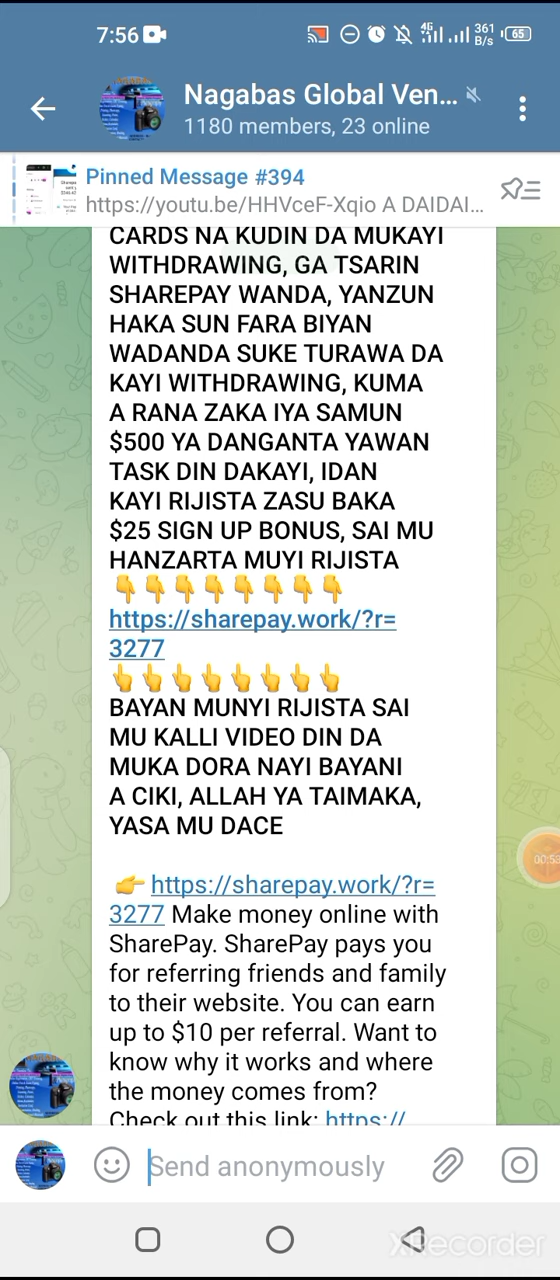 7:56
4G
361
B/s
65
Nagabas Global Ven...
1180 members, 23 online
Pinned Message #394
https://youtu.be/HHVceF-Xqio A DAIDAI...
CARDS NA KUDIN DA MUKAYI
WITHDRAWING, GA TSARIN
SHAREPAY WANDA, YANZUN
HAKA SUN FARA BIYAN
WADANDA SUKE TURAWA DA
KAYI WITHDRAWING, KUMA
A RANA ZAKA IYA SAMUN
$500 YA DANGANTA YAWAN
TASK DIN DAKAYI, IDAN
KAYI RIJISTA ZASU BAKA
$25 SIGN UP BONUS, SAI MU
HANZARTA MUYI RIJISTA
👇👇👇👇👇👇👇👇
https://sharepay.work/?r=
3277
👆👆👆👆👆👆👆👆
BAYAN MUNYI RIJISTA SAI
MU KALLI VIDEO DIN DA
MUKA DORA NAYI BAYANI
A CIKI, ALLAH YA TAIMAKA,
YASA MU DACE
👉 https://sharepay.work/?r=
3277 Make money online with
SharePay. SharePay pays you
for referring friends and family
to their website. You can earn
up to $10 per referral. Want to
know why it works and where
the money comes from?
Check out this link: https://
00:53
Send anonymously
XRecorder